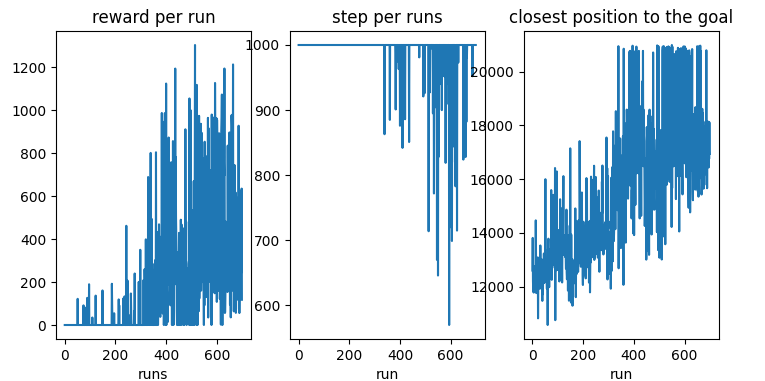 reward per run
step per runs
closest position to the goal
1200
1000
800
600
400
200
0
0 200 400 600
runs
1000
900
800
700
600
0 200 400 600
run
20000
18000
16000
14000
12000
0 200 400 600
run